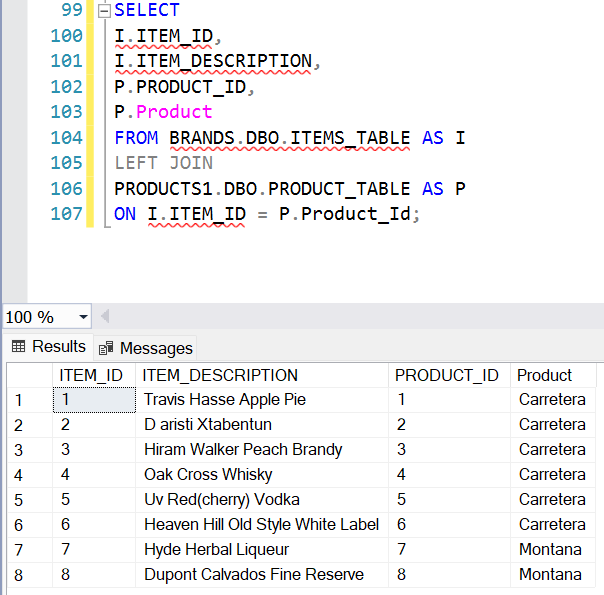 99 SELECT
100 I.ITEM_ID,
101 I.ITEM_DESCRIPTION,
102 P.PRODUCT_ID,
103 P.Product
104 FROM BRANDS.DBO.ITEMS_TABLE AS I
105 LEFT JOIN
106 PRODUCTS1.DBO.PRODUCT_TABLE AS P
107 ON I.ITEM_ID = P.Product_Id;
100 %
Results Messages
ITEM_ID ITEM_DESCRIPTION PRODUCT_ID Product
1 1 Travis Hasse Apple Pie 1 Carretera
2 2 D aristi Xtabentun 2 Carretera
3 3 Hiram Walker Peach Brandy 3 Carretera
4 4 Oak Cross Whisky 4 Carretera
5 5 Uv Red(cherry) Vodka 5 Carretera
6 6 Heaven Hill Old Style White Label 6 Carretera
7 7 Hyde Herbal Liqueur 7 Montana
8 8 Dupont Calvados Fine Reserve 8 Montana